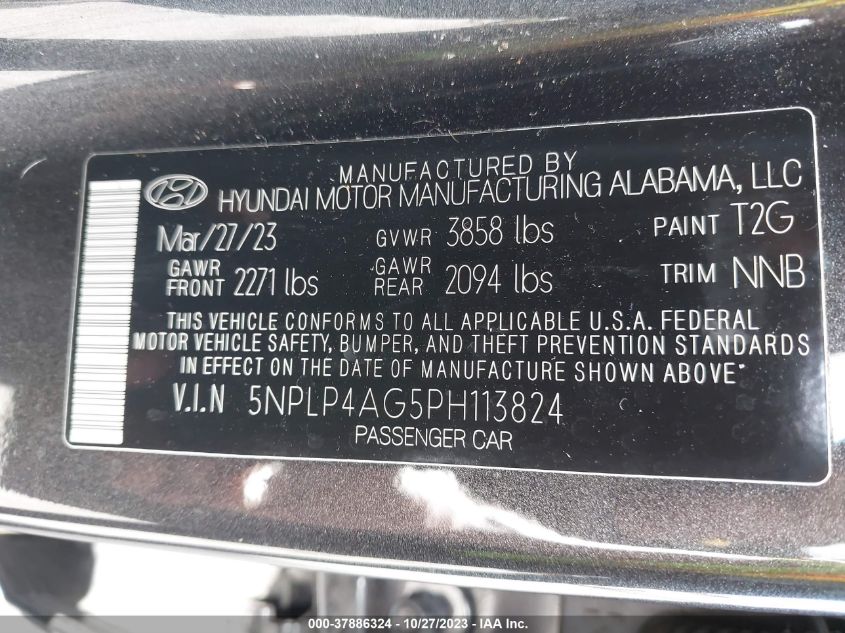 MANUFACTURED BY
HYUNDAI MOTOR MANUFACTURING ALABAMA, LLC
Mar/27/23 GVWR 3858 lbs PAINT T2G
GAWR FRONT 2271 lbs GAWR REAR 2094 lbs TRIM NNB
THIS VEHICLE CONFORMS TO ALL APPLICABLE U.S.A. FEDERAL
MOTOR VEHICLE SAFETY, BUMPER, AND THEFT PREVENTION STANDARDS
IN EFFECT ON THE DATE OF MANUFACTURE SHOWN ABOVE"
V.I.N 5NPLP4AG5PH113824
PASSENGER CAR
000-37886324 | 10/27/2023 | IAA Inc.